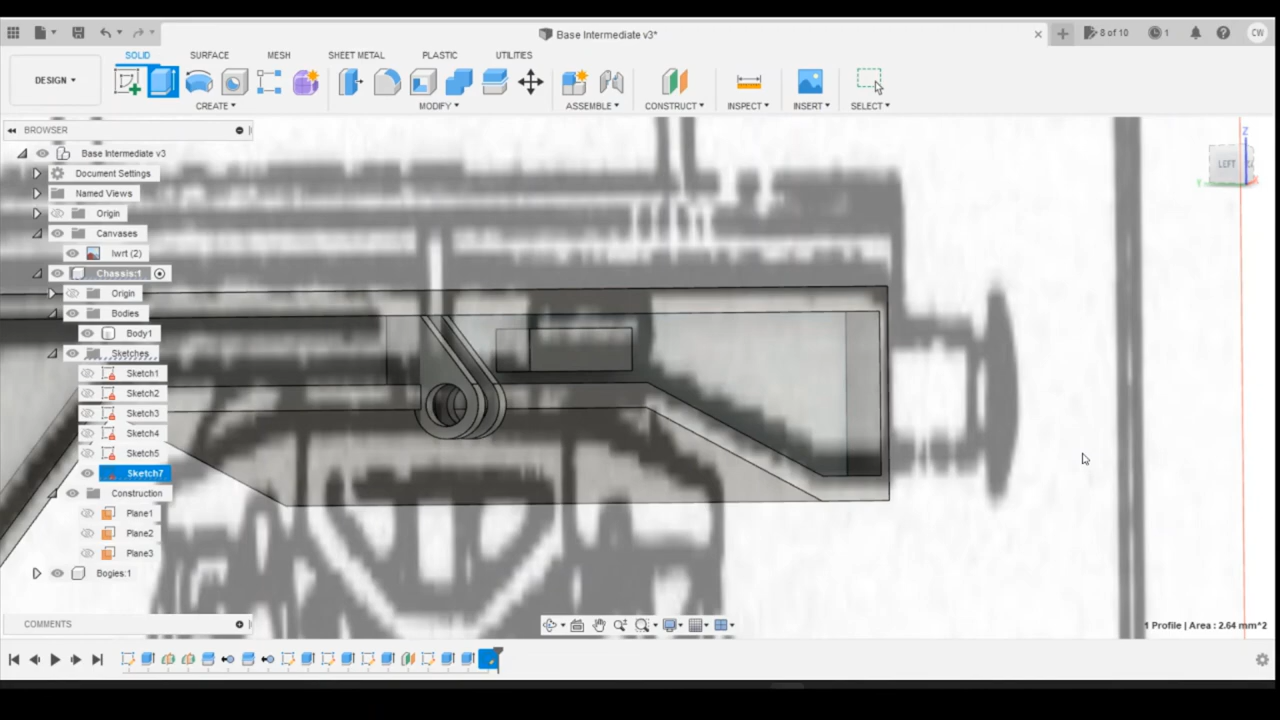 Base Intermediate v3*
8 of 10
1
CW
DESIGN
SOLID
SURFACE
MESH
SHEET METAL
PLASTIC
UTILITIES
CREATE
MODIFY
ASSEMBLE
CONSTRUCT
INSPECT
INSERT
SELECT
BROWSER
Base Intermediate v3
Document Settings
Named Views
Origin
Canvases
lwrt (2)
Chassis:1
Origin
Bodies
Body1
Sketches
Sketch1
Sketch2
Sketch3
Sketch4
Sketch5
Sketch7
Construction
Plane1
Plane2
Plane3
Bogies:1
Z
LEFT
Y
COMMENTS
1 Profile | Area : 2.64 mm^2